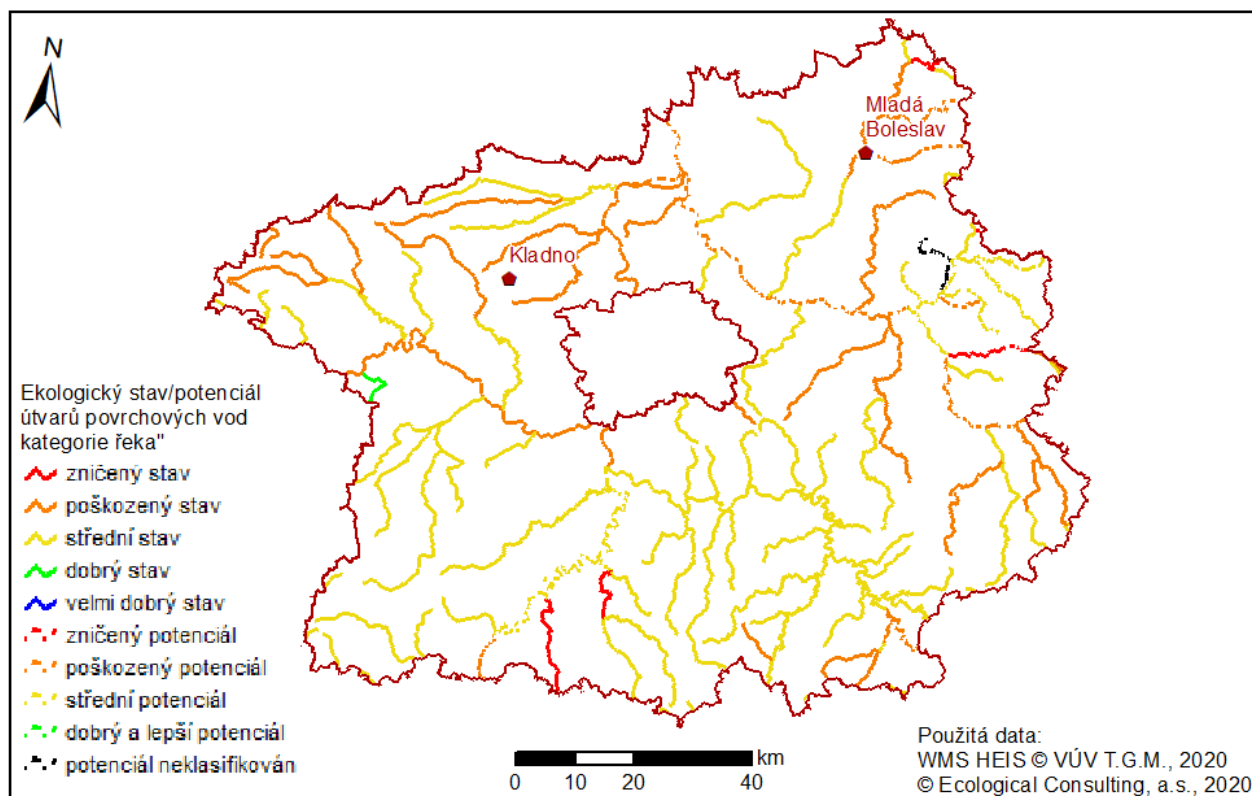 N
Mladá
Boleslav
Kladno
Ekologický stav/potenciál
útvarů povrchových vod
kategorie řeka"
zničený stav
poškozený stav
střední stav
dobrý stav
velmi dobrý stav
zničený potenciál
poškozený potenciál
střední potenciál
dobrý a lepší potenciál
potenciál neklasifikován
km
0 10 20 40
Použitá data:
WMS HEIS © VÚV T.G.M., 2020
© Ecological Consulting, a.s., 2020